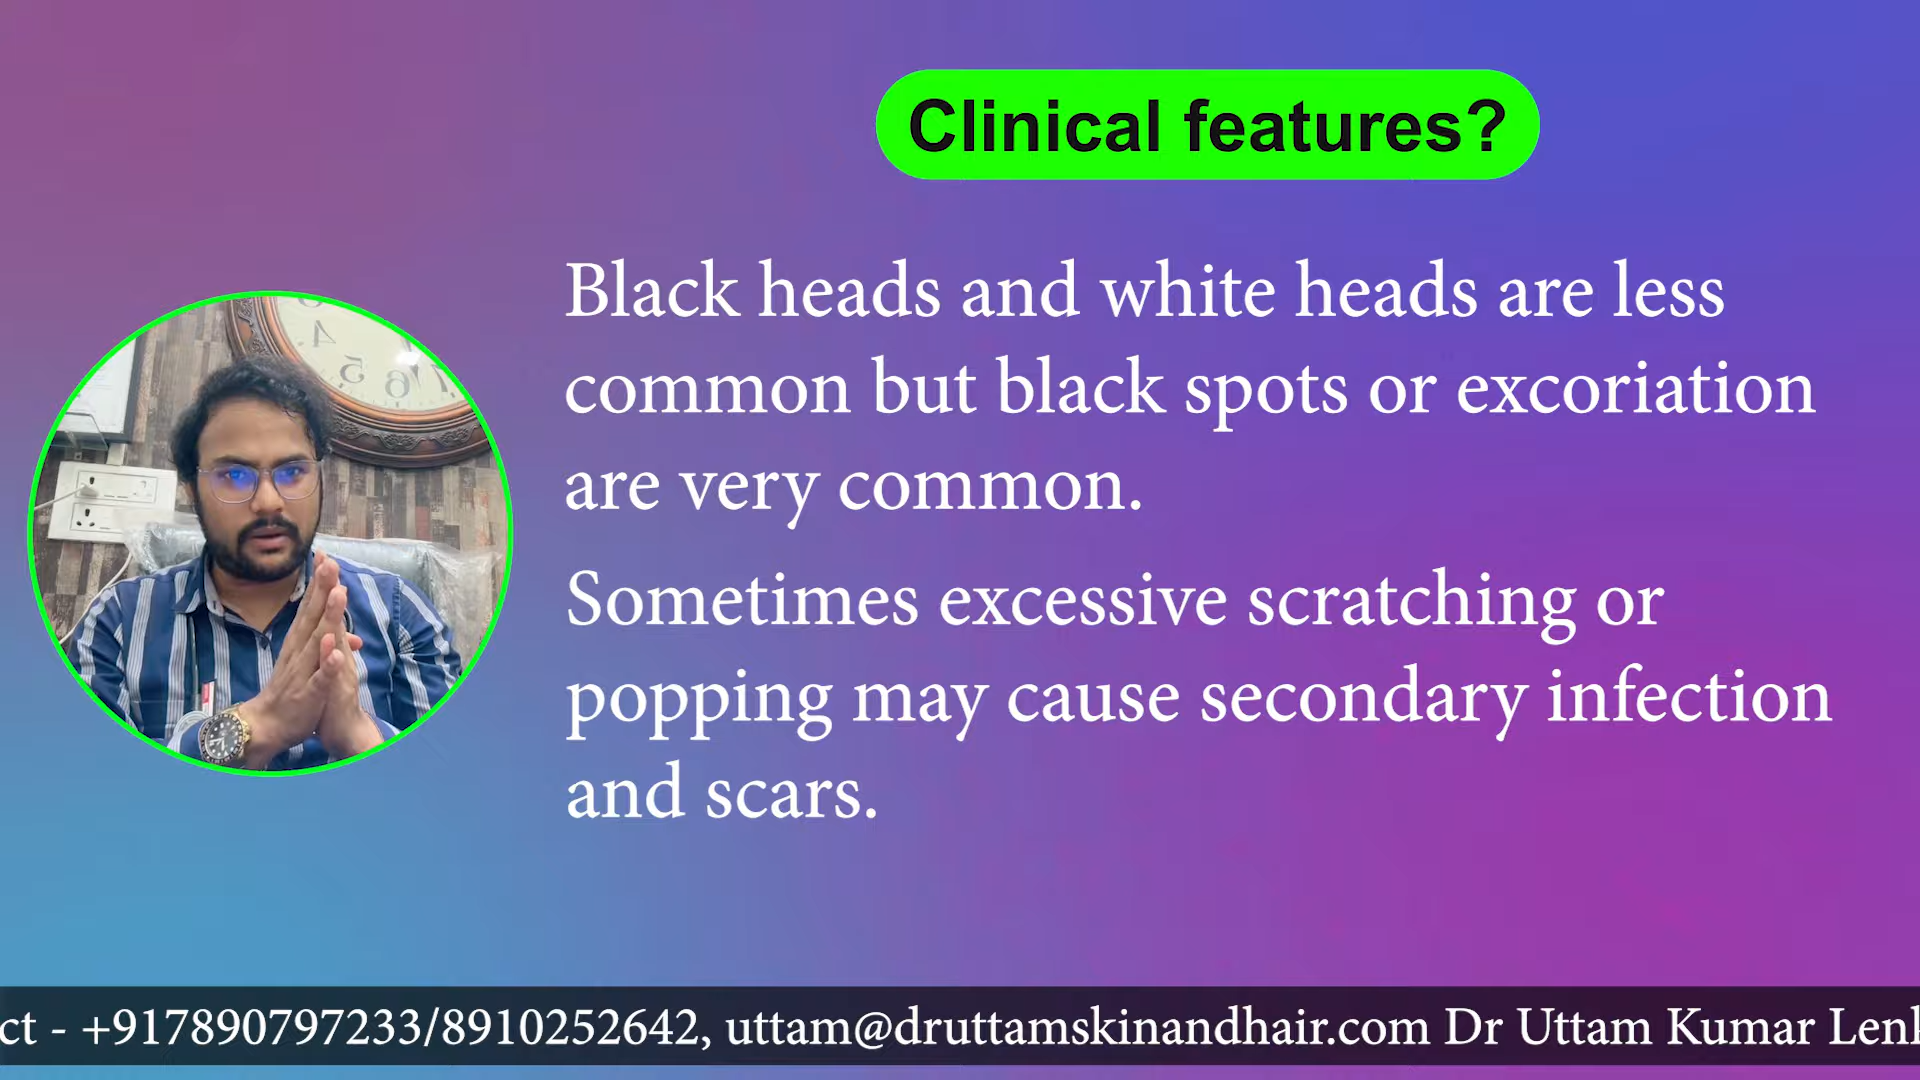 Clinical features?
Black heads and white heads are less
common but black spots or excoriation
are very common.
Sometimes excessive scratching or
popping may cause secondary infection
and scars.
ct - +917890797233/8910252642, uttam@druttamskinandhair.com Dr Uttam Kumar Len